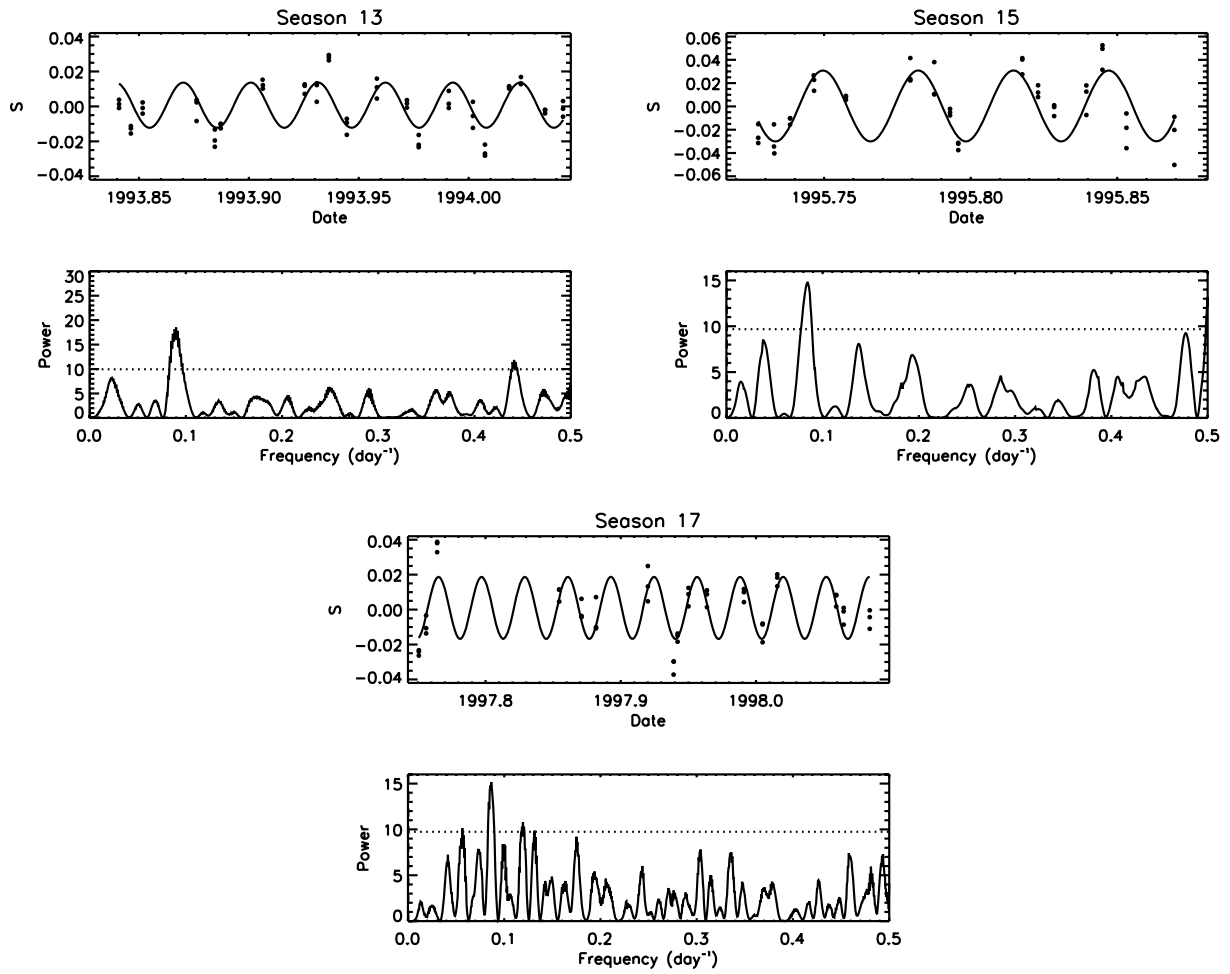 Season 13
0.04
0.02
0.00
−0.02
−0.04
S
1993.85 1993.90 1993.95 1994.00
Date
30
25
20
15
10
5
0
Power
0.0 0.1 0.2 0.3 0.4 0.5
Frequency (day⁻¹)
Season 15
0.06
0.04
0.02
0.00
−0.02
−0.04
−0.06
S
1995.75 1995.80 1995.85
Date
15
10
5
0
Power
0.0 0.1 0.2 0.3 0.4 0.5
Frequency (day⁻¹)
Season 17
0.04
0.02
0.00
−0.02
−0.04
S
1997.8 1997.9 1998.0
Date
15
10
5
0
Power
0.0 0.1 0.2 0.3 0.4 0.5
Frequency (day⁻¹)